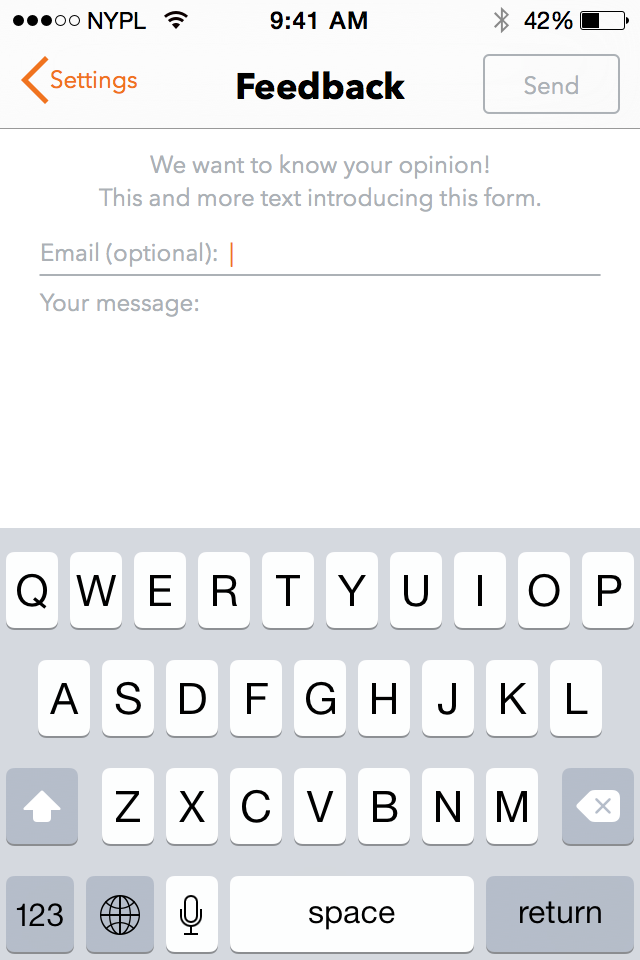 NYPL 9:41 AM 42%
Settings Feedback Send
We want to know your opinion!
This and more text introducing this form.
Email (optional):
Your message:
Q W E R T Y U I O P
A S D F G H J K L
Z X C V B N M
123 space return